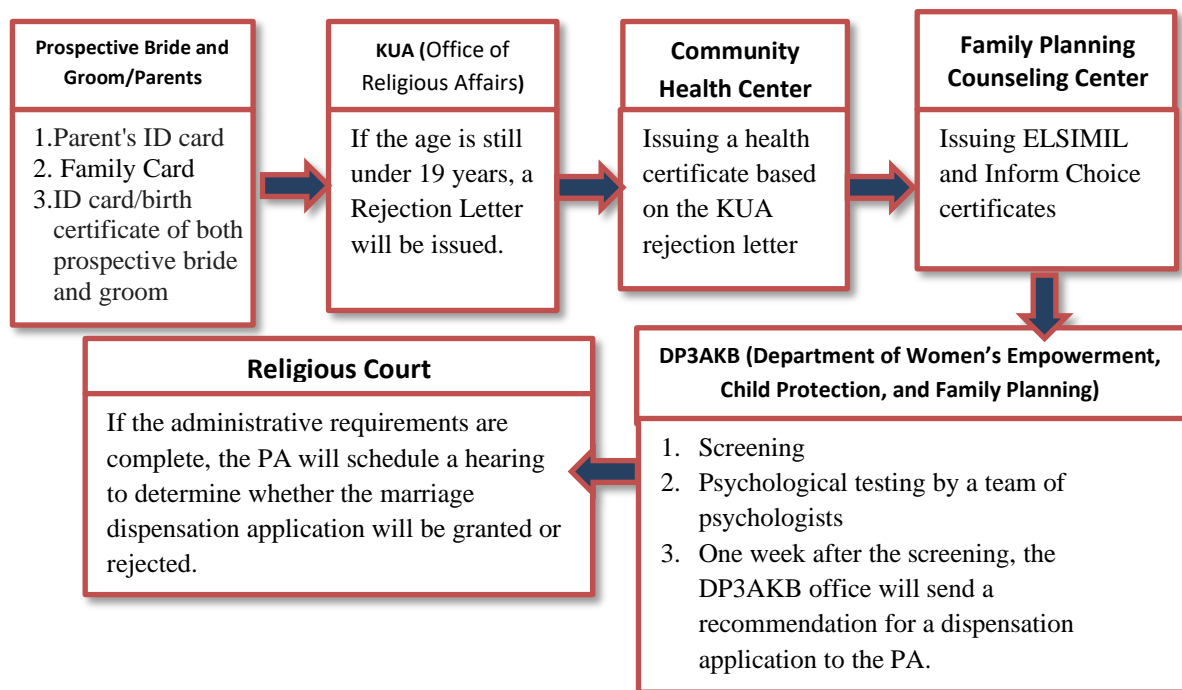 Prospective Bride and
Groom/Parents
1.Parent's ID card
2. Family Card
3.ID card/birth
certificate of both
prospective bride
and groom
KUA (Office of
Religious Affairs)
If the age is still
under 19 years, a
Rejection Letter
will be issued.
Community
Health Center
Issuing a health
certificate based
on the KUA
rejection letter
Family Planning
Counseling Center
Issuing ELSIMIL
and Inform Choice
certificates
DP3AKB (Department of Women’s Empowerment,
Child Protection, and Family Planning)
1. Screening
2. Psychological testing by a team of
psychologists
3. One week after the screening, the
DP3AKB office will send a
recommendation for a dispensation
application to the PA.
Religious Court
If the administrative requirements are
complete, the PA will schedule a hearing
to determine whether the marriage
dispensation application will be granted or
rejected.